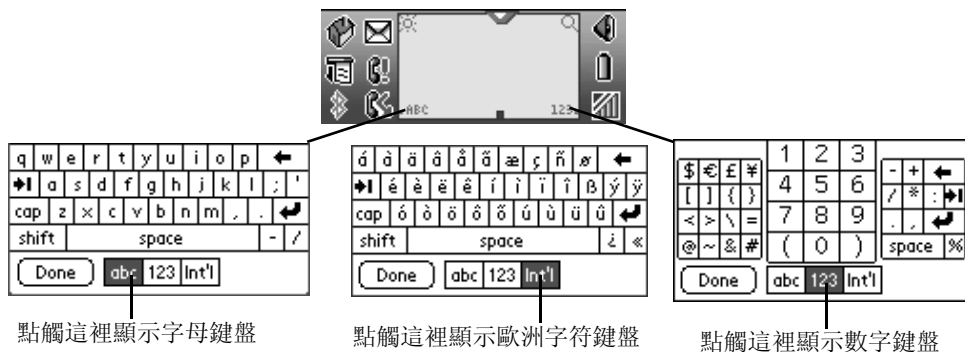 ABC 123
q w e r t y u i o p
a s d f g h j k l ; '
cap z x c v b n m , .
shift space - /
Done abc 123 Int'l
點觸這裡顯示字母鍵盤
á à ä â å ã æ ç ñ ø
é è ë ê í ì ï î ß ý ÿ
cap ó ò ö ô õ ú ù ü û
shift space ¿ «
Done abc 123 Int'l
點觸這裡顯示歐洲字符鍵盤
$ € £ ¥ 1 2 3 - +
[ ] { } 4 5 6 / * :
< > \ = 7 8 9 . ,
@ ~ & # ( 0 ) space %
Done abc 123 Int'l
點觸這裡顯示數字鍵盤